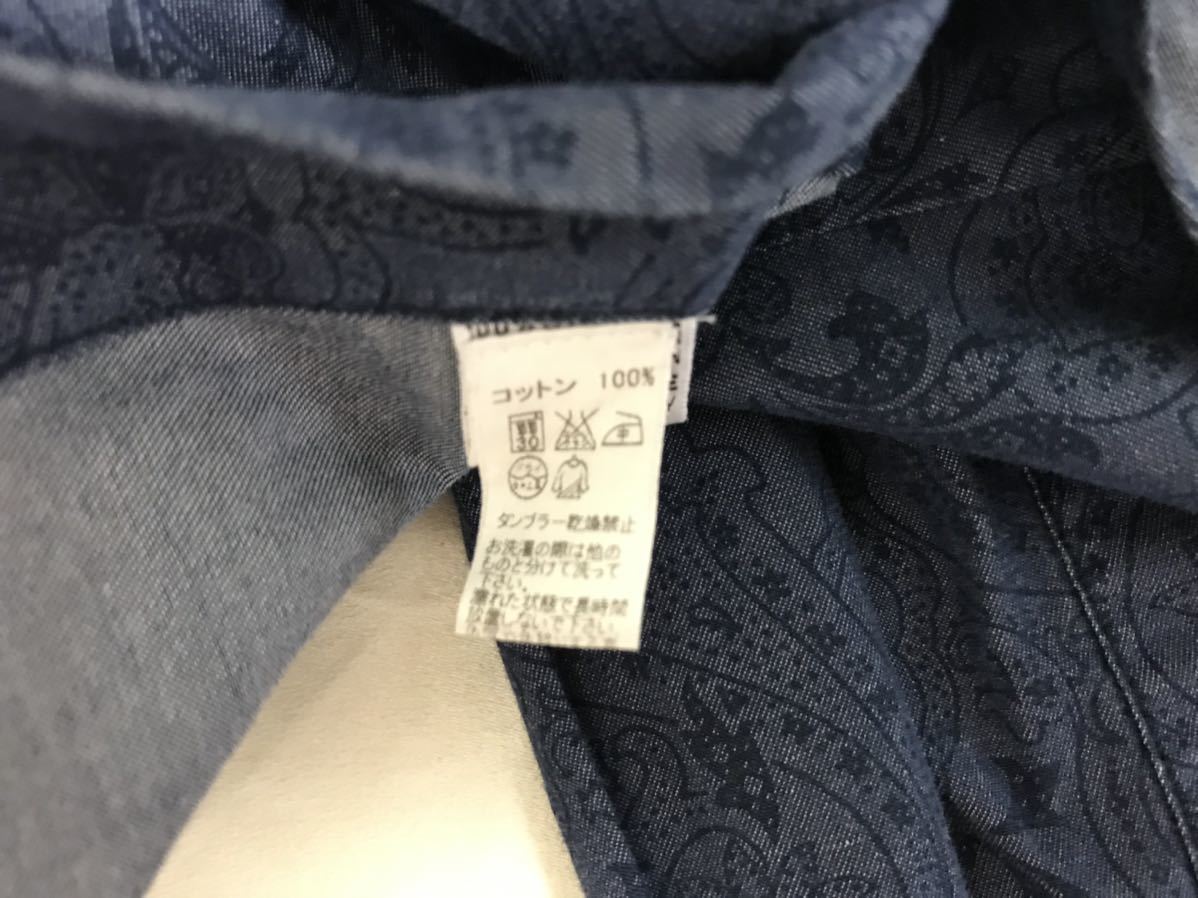 コットン 100%
30
中
タンブラー乾燥禁止
お洗濯の際は他の
ものと分けて洗って
下さい。
濡れた状態で長時間
放置しないで下さい。